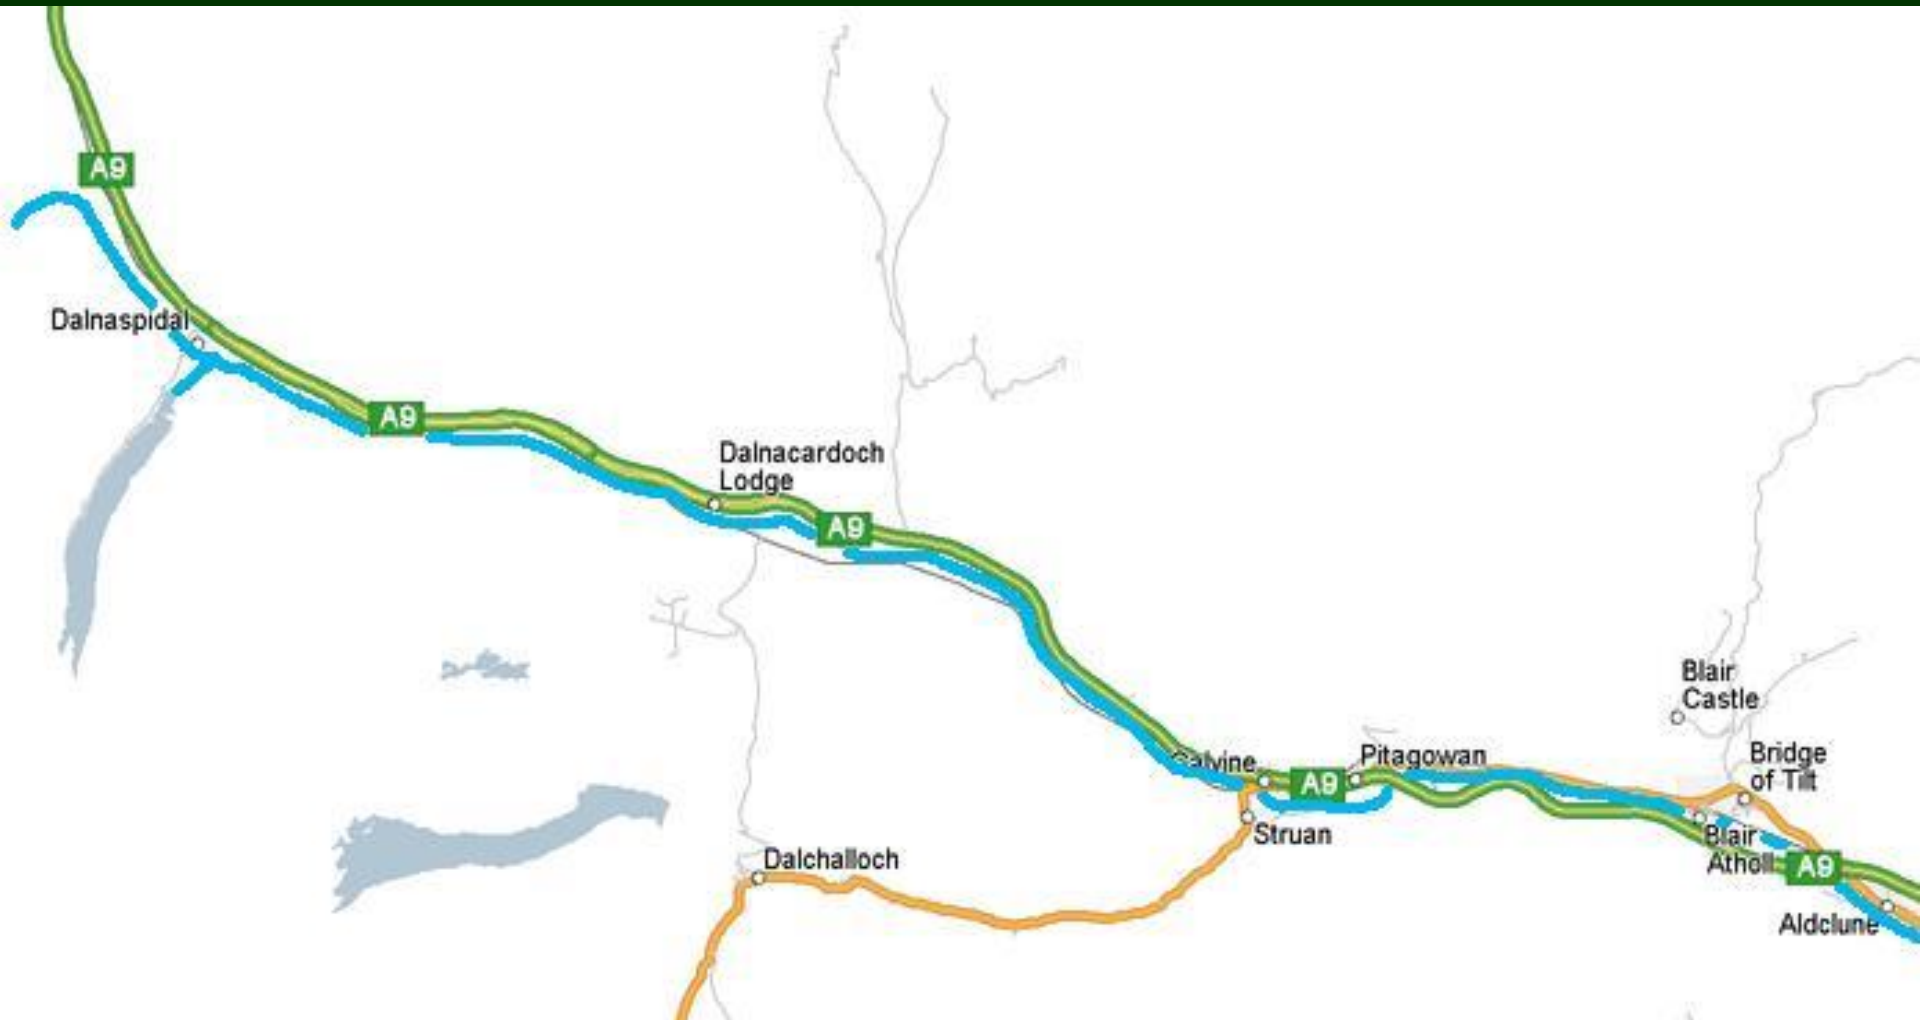 A9
Dalnaspidal
A9
Dalnacardoch
Lodge
A9
Calvine
A9
Pitagowan
Struan
Blair
Castle
Bridge
of Tilt
Blair
Atholl
A9
Dalchalloch
Aldclune